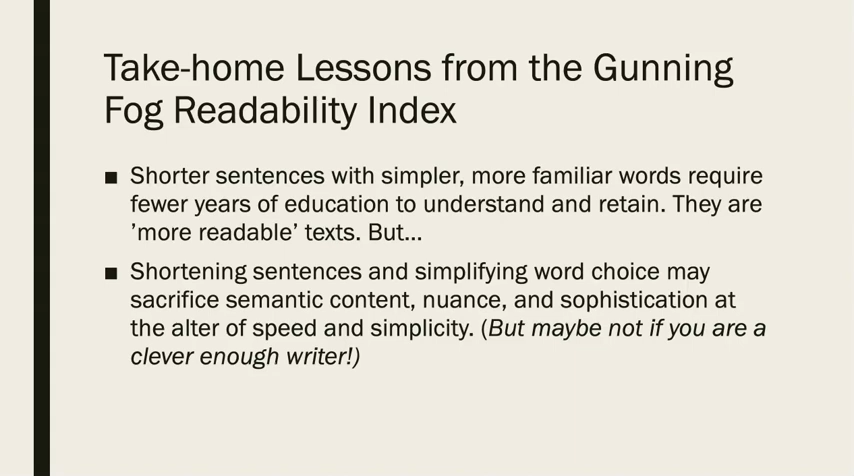 Take-home Lessons from the Gunning
Fog Readability Index
■ Shorter sentences with simpler, more familiar words require
fewer years of education to understand and retain. They are
’more readable’ texts. But…
■ Shortening sentences and simplifying word choice may
sacrifice semantic content, nuance, and sophistication at
the alter of speed and simplicity. (But maybe not if you are a
clever enough writer!)